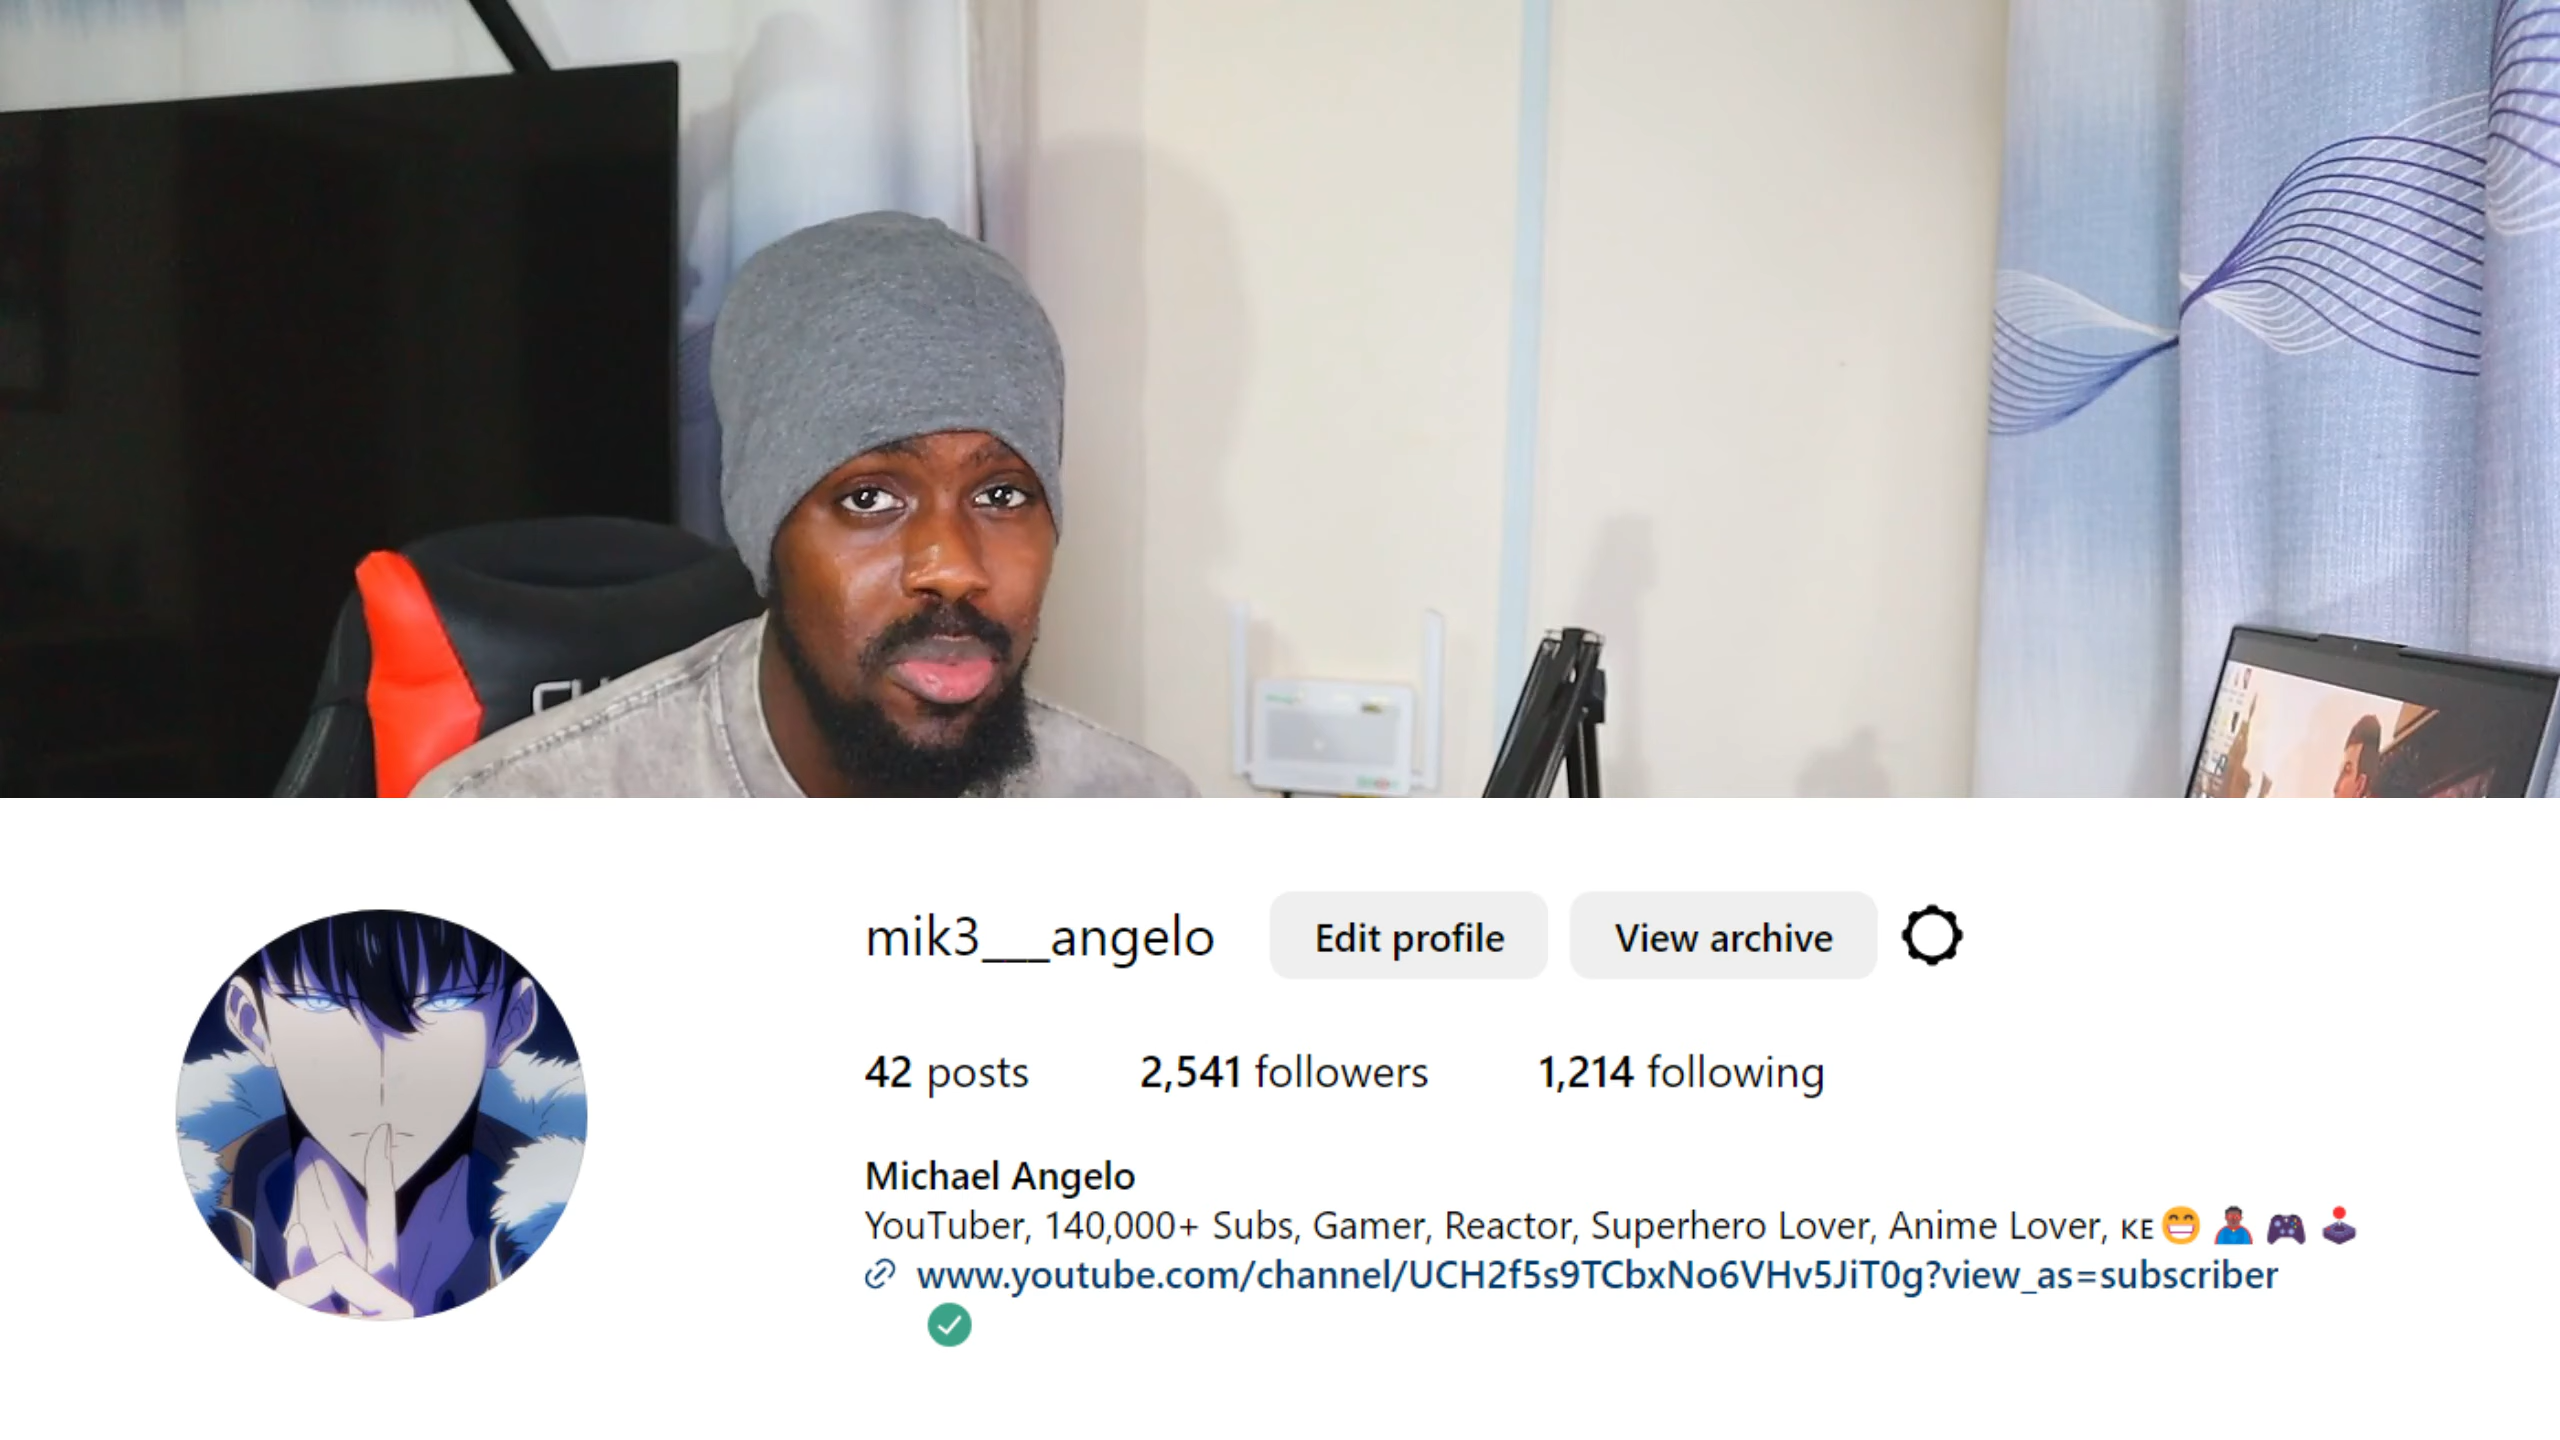 mik3___angelo Edit profile View archive
42 posts 2,541 followers 1,214 following
Michael Angelo
YouTuber, 140,000+ Subs, Gamer, Reactor, Superhero Lover, Anime Lover, ᴋᴇ😁🦸🏾‍♂️🎮🕹️
www.youtube.com/channel/UCH2f5s9TCbxNo6VHv5JiT0g?view_as=subscriber